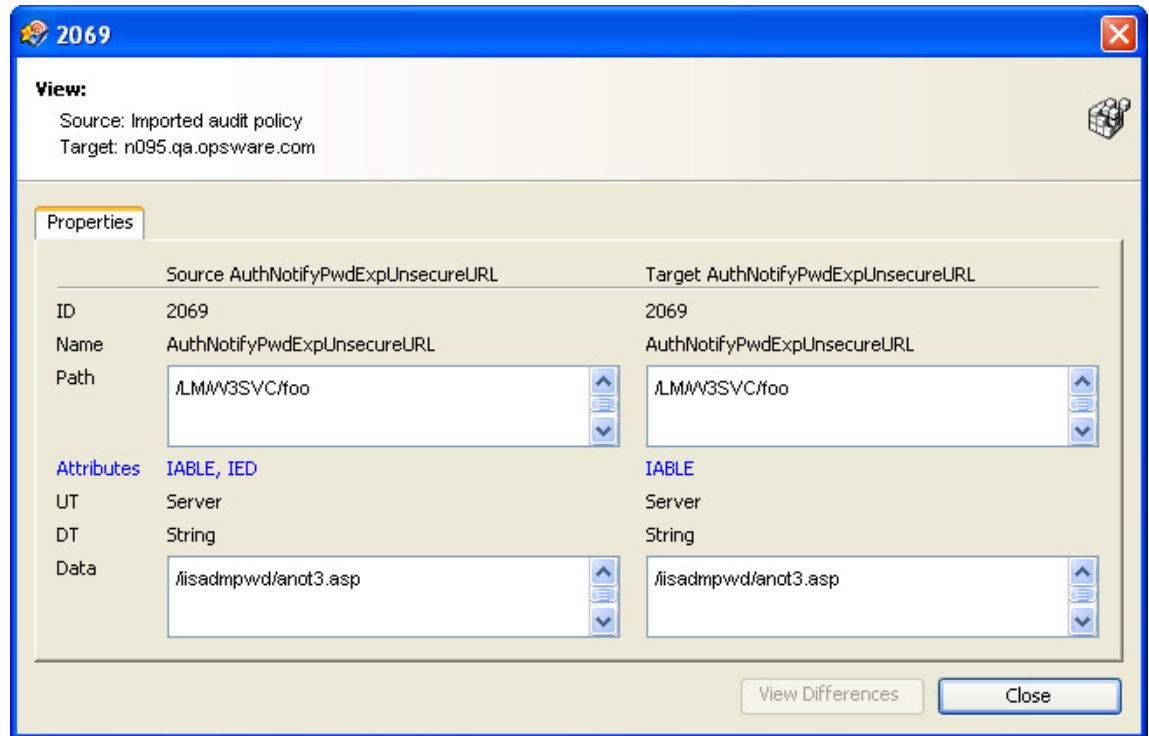 2069
View:
Source: Imported audit policy
Target: n095.qa.opsware.com
Properties
Source AuthNotifyPwdExpUnsecureURL Target AuthNotifyPwdExpUnsecureURL
ID 2069 2069
Name AuthNotifyPwdExpUnsecureURL AuthNotifyPwdExpUnsecureURL
Path /LM/W3SVC/foo /LM/W3SVC/foo
Attributes IABLE, IED IABLE
UT Server Server
DT String String
Data /iisadmpwd/anot3.asp /iisadmpwd/anot3.asp
View Differences Close